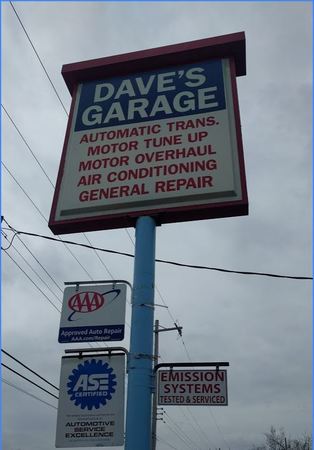 DAVE'S
GARAGE
AUTOMATIC TRANS.
MOTOR TUNE UP
MOTOR OVERHAUL
AIR CONDITIONING
GENERAL REPAIR
AAA
Approved Auto Repair
AAA.com/Repair
ASE
CERTIFIED
AUTOMOTIVE
SERVICE
EXCELLENCE
EMISSION
SYSTEMS
TESTED & SERVICED